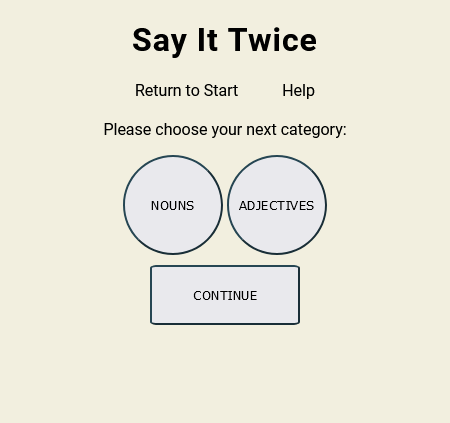 Say It Twice
Return to Start Help
Please choose your next category:
NOUNS ADJECTIVES
CONTINUE